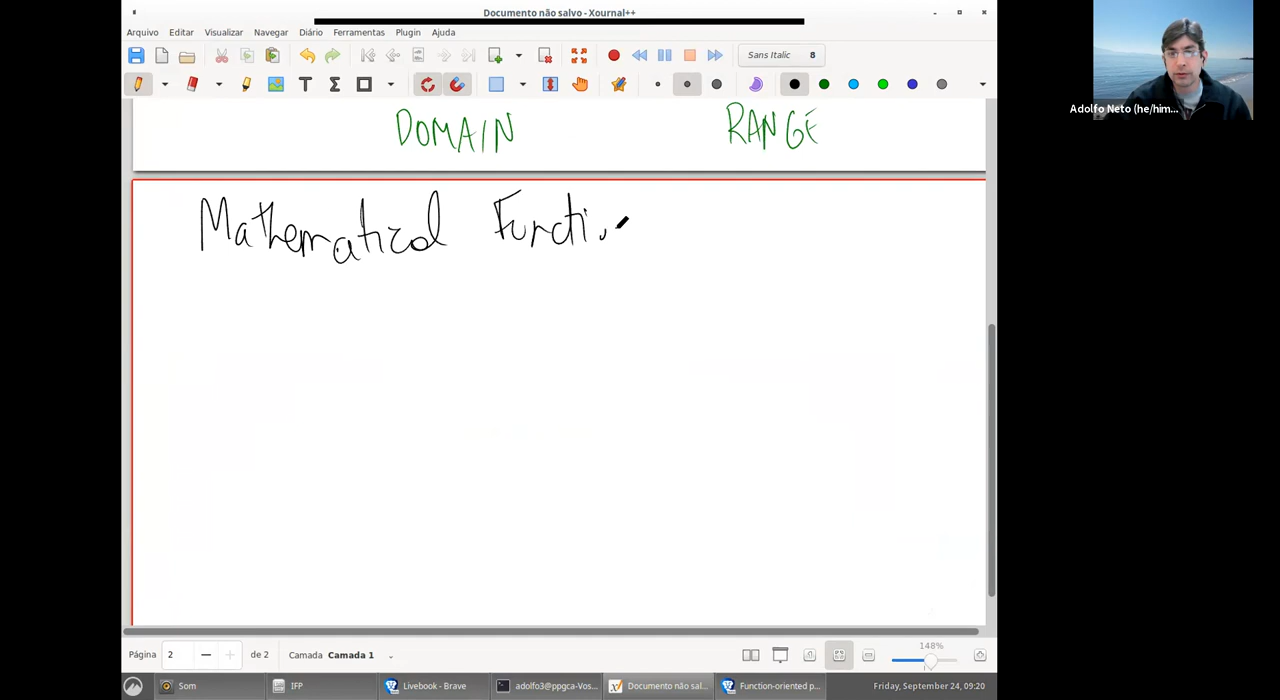 Documento não salvo - Xournal++
Arquivo Editar Visualizar Navegar Diário Ferramentas Plugin Ajuda
Sans Italic 8
Adolfo Neto (he/him...
DOMAIN RANGE
Mathematical Functi
Página 2 de 2 Camada Camada 1 148%
Som IFP Livebook - Brave adolfo3@ppgca-Vos... Documento não sal... Function-oriented p... Friday, September 24, 09:20